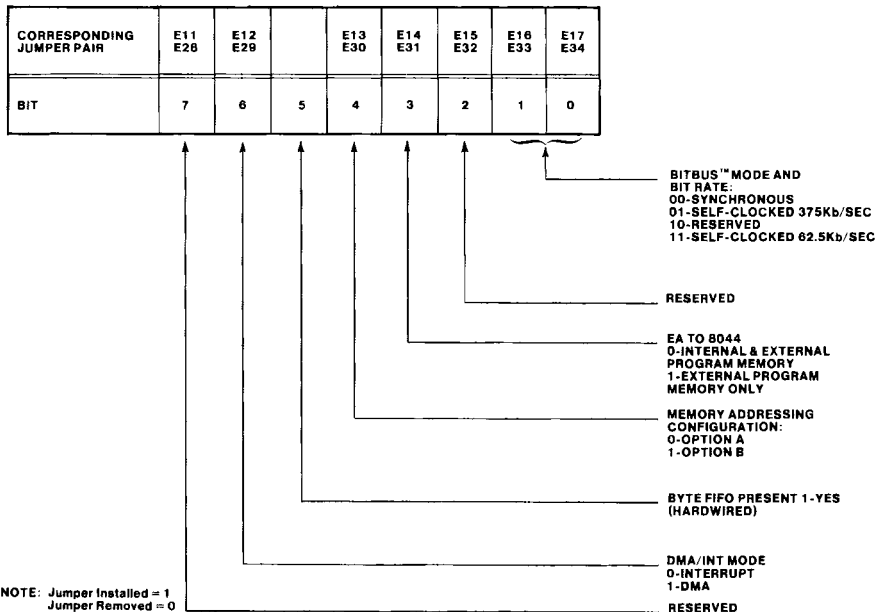 CORRESPONDING JUMPER PAIR E11 E28 E12 E29 E13 E30 E14 E31 E15 E32 E16 E33 E17 E34
BIT 7 6 5 4 3 2 1 0
BITBUS™ MODE AND
BIT RATE:
00-SYNCHRONOUS
01-SELF-CLOCKED 375Kb/SEC
10-RESERVED
11-SELF-CLOCKED 62.5Kb/SEC
RESERVED
EA TO 8044
0-INTERNAL & EXTERNAL
PROGRAM MEMORY
1-EXTERNAL PROGRAM
MEMORY ONLY
MEMORY ADDRESSING
CONFIGURATION:
0-OPTION A
1-OPTION B
BYTE FIFO PRESENT 1-YES
(HARDWIRED)
DMA/INT MODE
0-INTERRUPT
1-DMA
NOTE: Jumper Installed = 1
Jumper Removed = 0
RESERVED